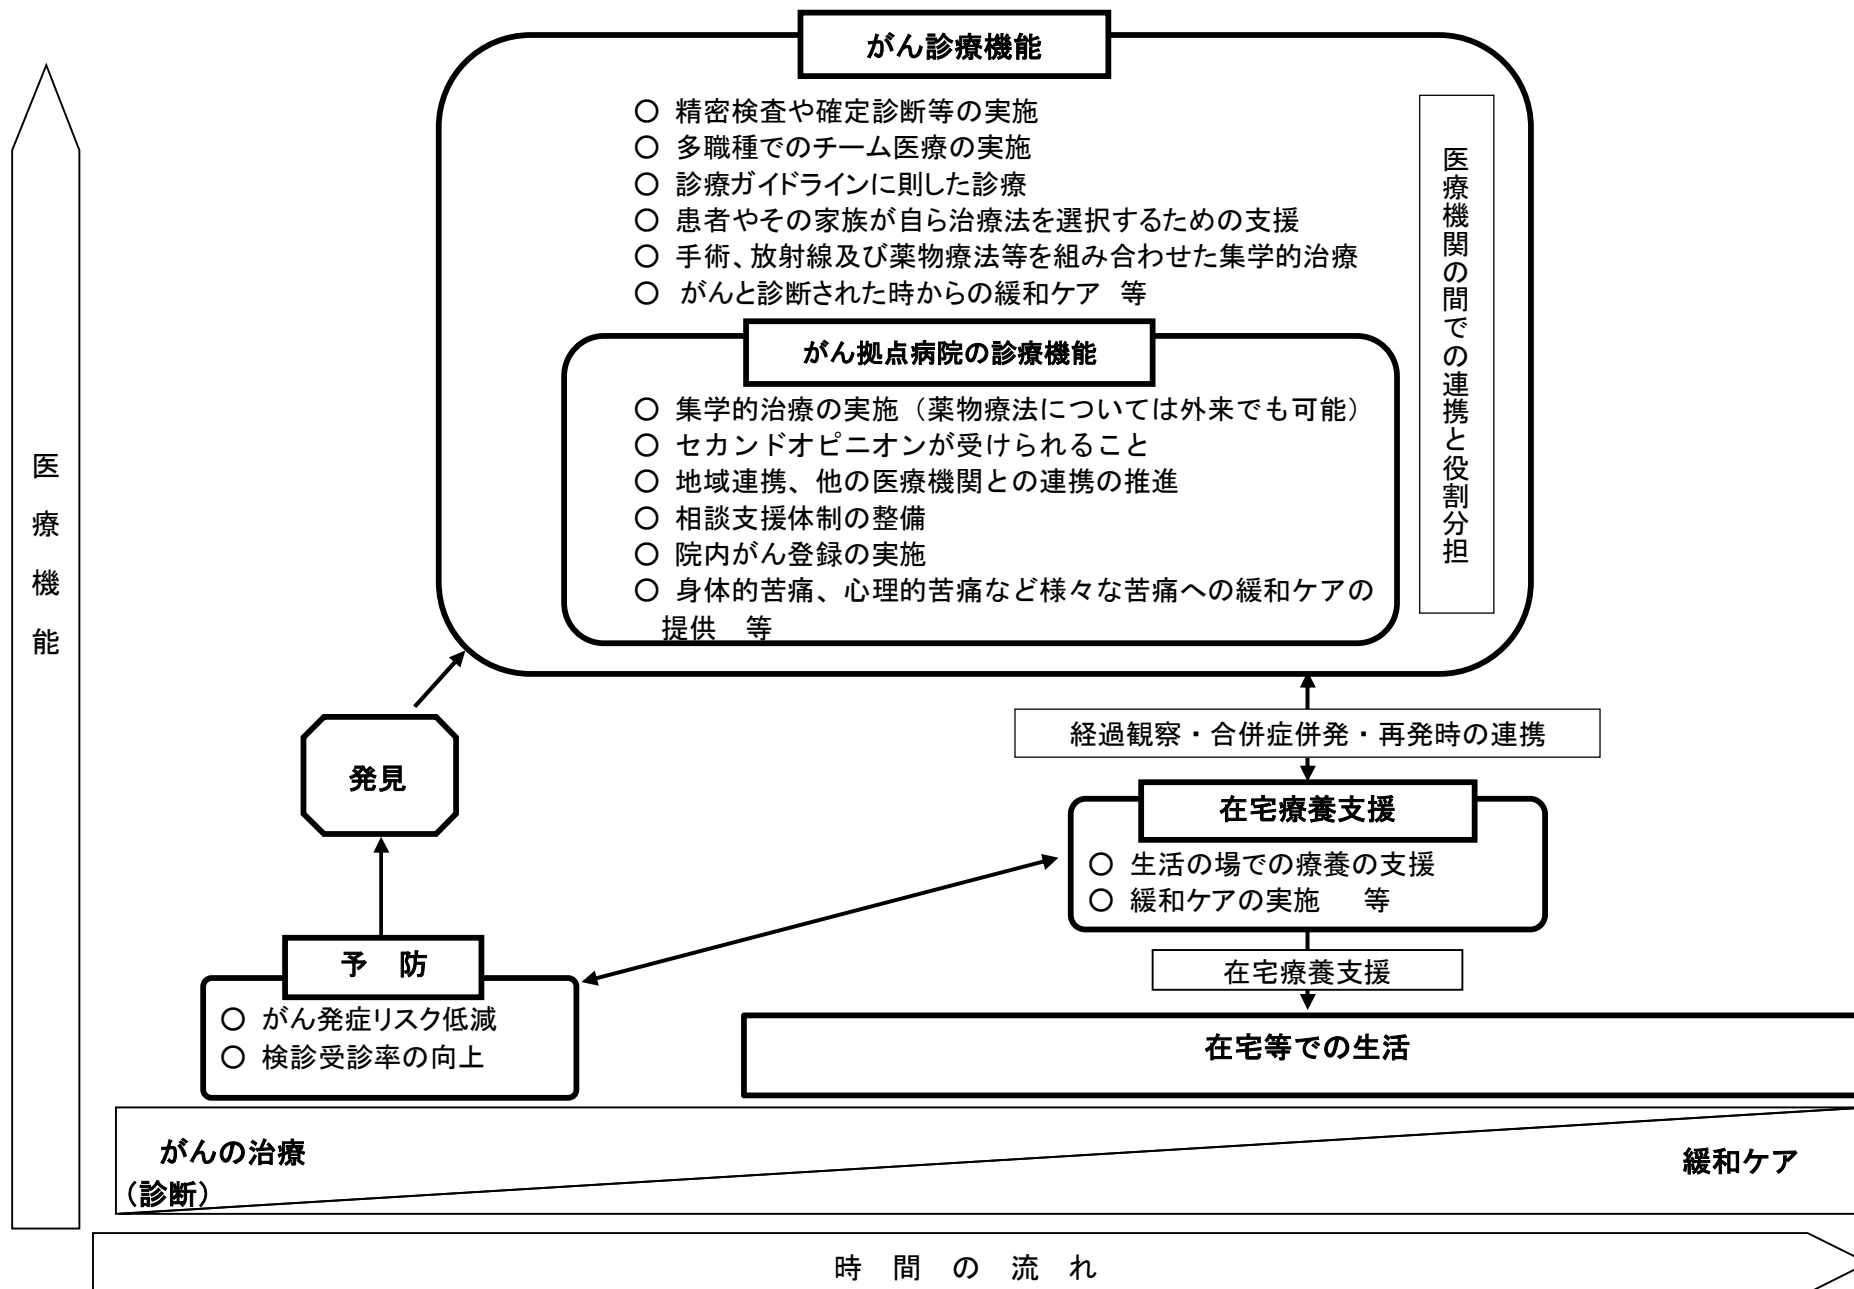 がん診療機能
○ 精密検査や確定診断等の実施
○ 多職種でのチーム医療の実施
○ 診療ガイドラインに則した診療
○ 患者やその家族が自ら治療法を選択するための支援
○ 手術、放射線及び薬物療法等を組み合わせた集学的治療
○ がんと診断された時からの緩和ケア 等
医療機関の間での連携と役割分担
がん拠点病院の診療機能
○ 集学的治療の実施（薬物療法については外来でも可能）
○ セカンドオピニオンが受けられること
○ 地域連携、他の医療機関との連携の推進
○ 相談支援体制の整備
○ 院内がん登録の実施
○ 身体的苦痛、心理的苦痛など様々な苦痛への緩和ケアの
提供 等
医療機能
発見
経過観察・合併症併発・再発時の連携
在宅療養支援
○ 生活の場での療養の支援
○ 緩和ケアの実施 等
予 防
○ がん発症リスク低減
○ 検診受診率の向上
在宅療養支援
在宅等での生活
がんの治療
（診断）
緩和ケア
時 間 の 流 れ